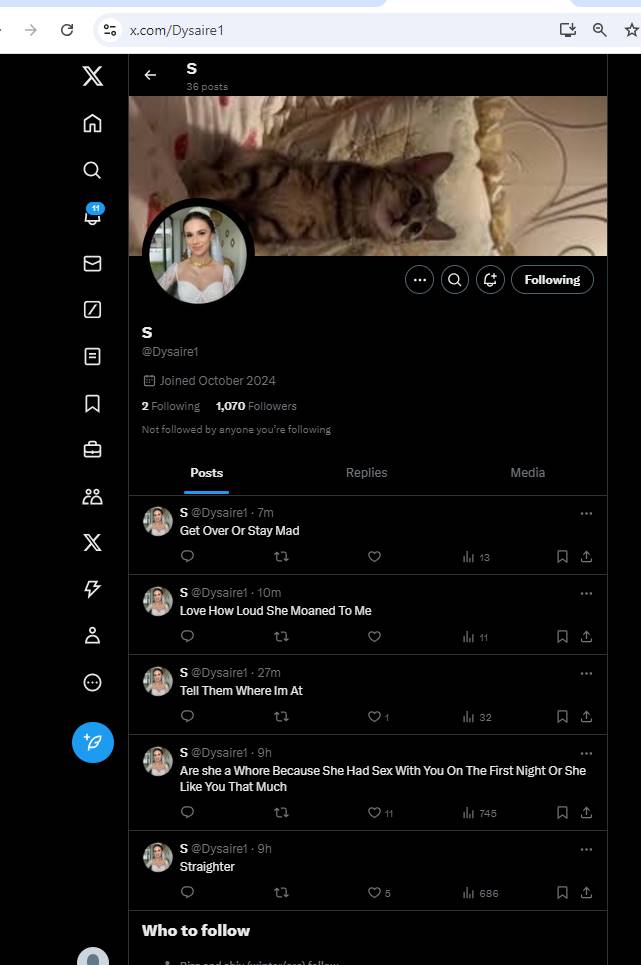 x.com/Dysaire1
S
36 posts
11
Following
S
@Dysaire1
Joined October 2024
2 Following 1,070 Followers
Not followed by anyone you're following
Posts Replies Media
S @Dysaire1 · 7m
Get Over Or Stay Mad
13
S @Dysaire1 · 10m
Love How Loud She Moaned To Me
11
S @Dysaire1 · 27m
Tell Them Where Im At
1 32
S @Dysaire1 · 9h
Are she a Whore Because She Had Sex With You On The First Night Or She
Like You That Much
11 745
S @Dysaire1 · 9h
Straighter
5 686
Who to follow